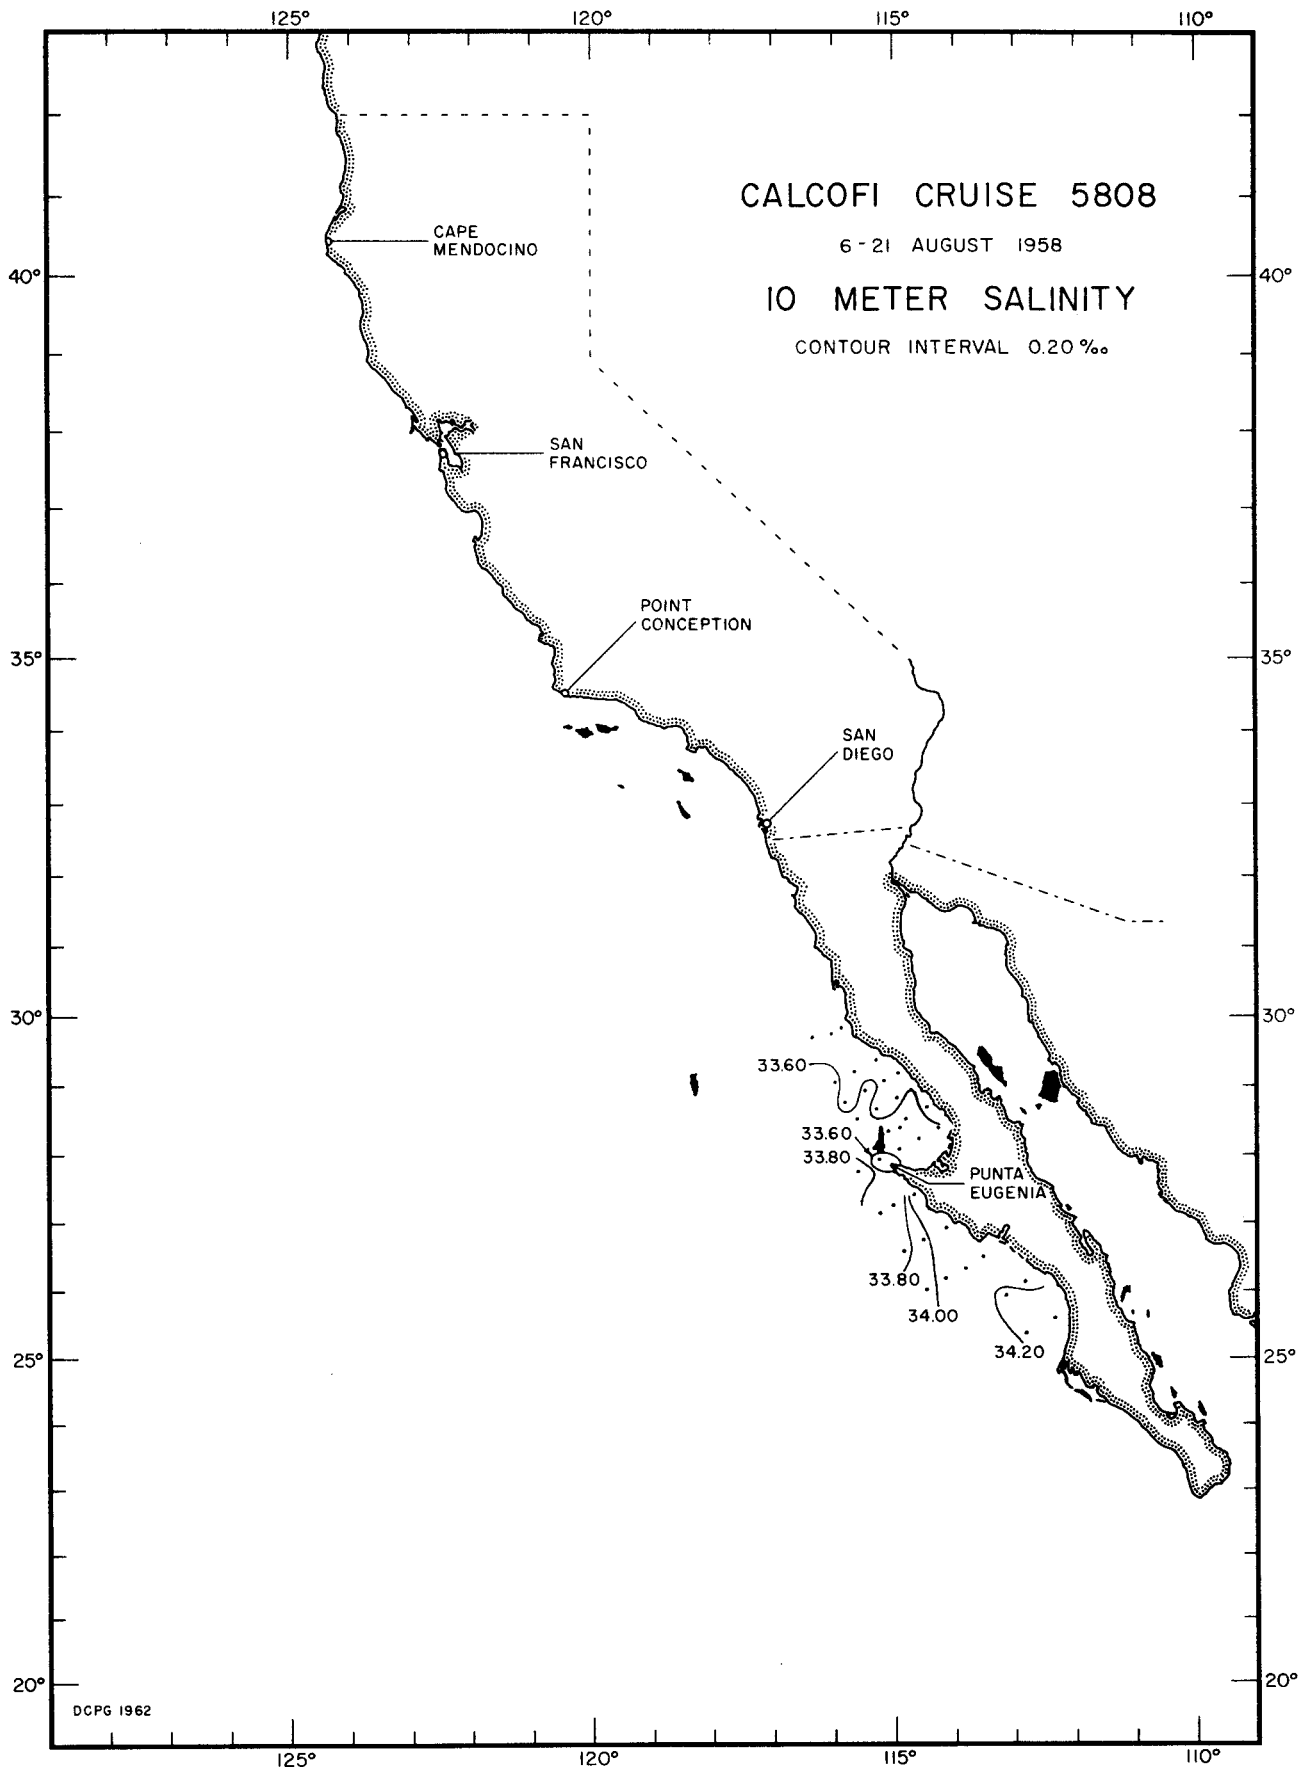 125° 120° 115° 110°
CALCOFI CRUISE 5808
6-21 AUGUST 1958
10 METER SALINITY
CONTOUR INTERVAL 0.20 ‰
CAPE
MENDOCINO
40° 40°
SAN
FRANCISCO
POINT
CONCEPTION
35° 35°
SAN
DIEGO
30° 30°
33.60
33.60
33.80
PUNTA
EUGENIA
33.80
34.00
34.20
25° 25°
20° 20°
DCPG 1962
125° 120° 115° 110°